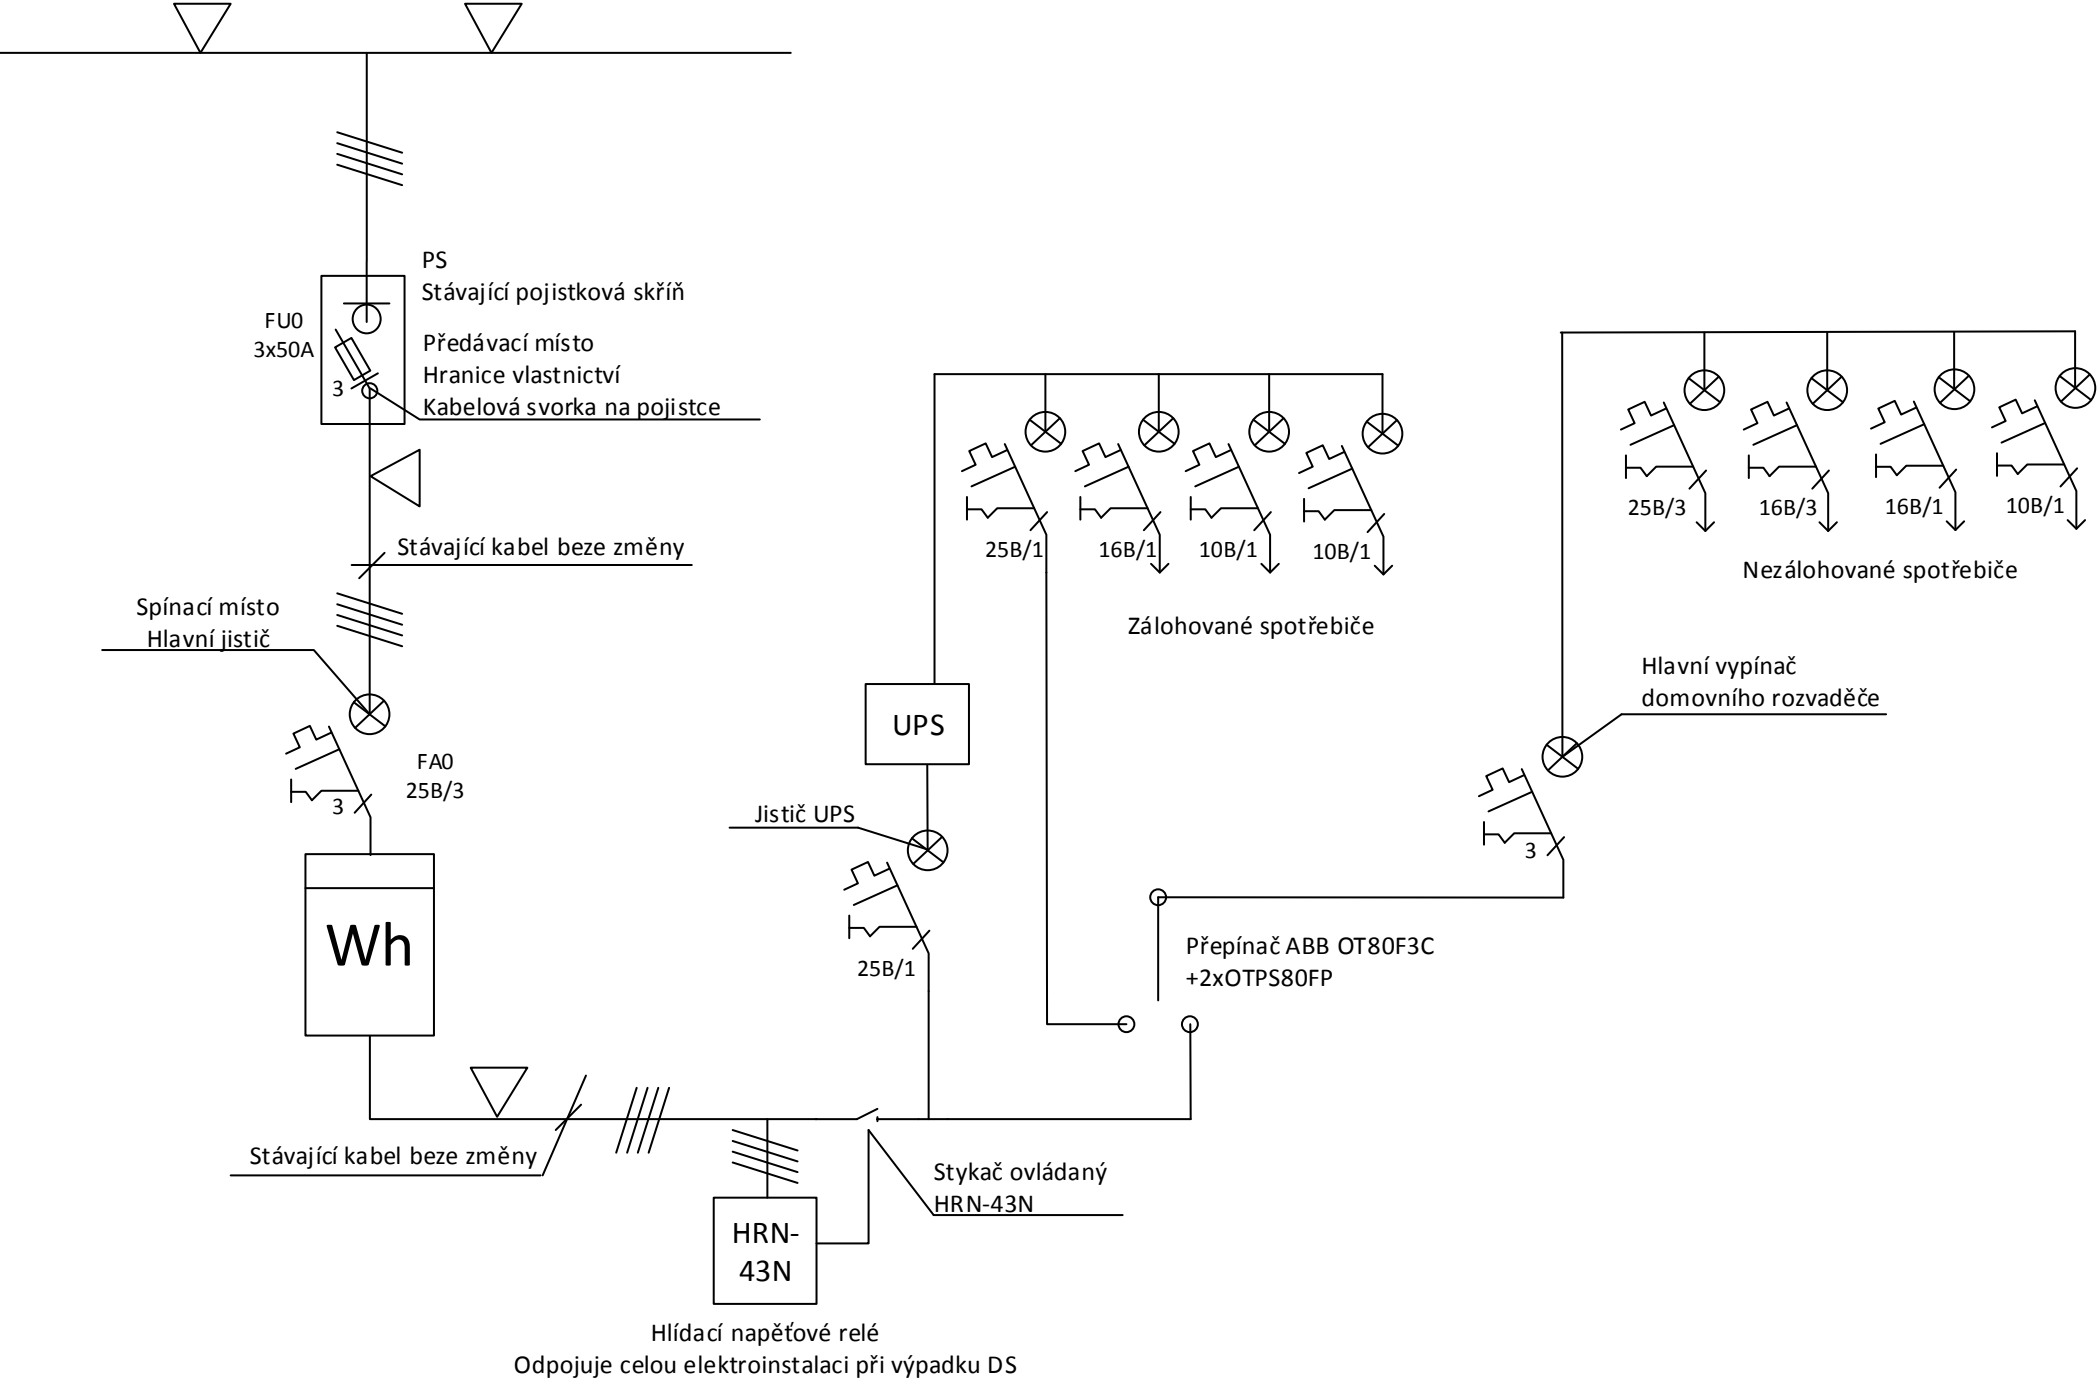 PS
Stávající pojistková skříň
FU0
3x50A
3
Předávací místo
Hranice vlastnictví
Kabelová svorka na pojistce
Stávající kabel beze změny
Spínací místo
Hlavní jistič
FA0
25B/3
3
Wh
Stávající kabel beze změny
HRN-
43N
Hlídací napěťové relé
Odpojuje celou elektroinstalaci při výpadku DS
Stykač ovládaný
HRN-43N
Jistič UPS
25B/1
UPS
25B/1
16B/1
10B/1
10B/1
Zálohované spotřebiče
Přepínač ABB OT80F3C
+2xOTPS80FP
3
Hlavní vypínač
domovního rozvaděče
25B/3
16B/3
16B/1
10B/1
Nezálohované spotřebiče